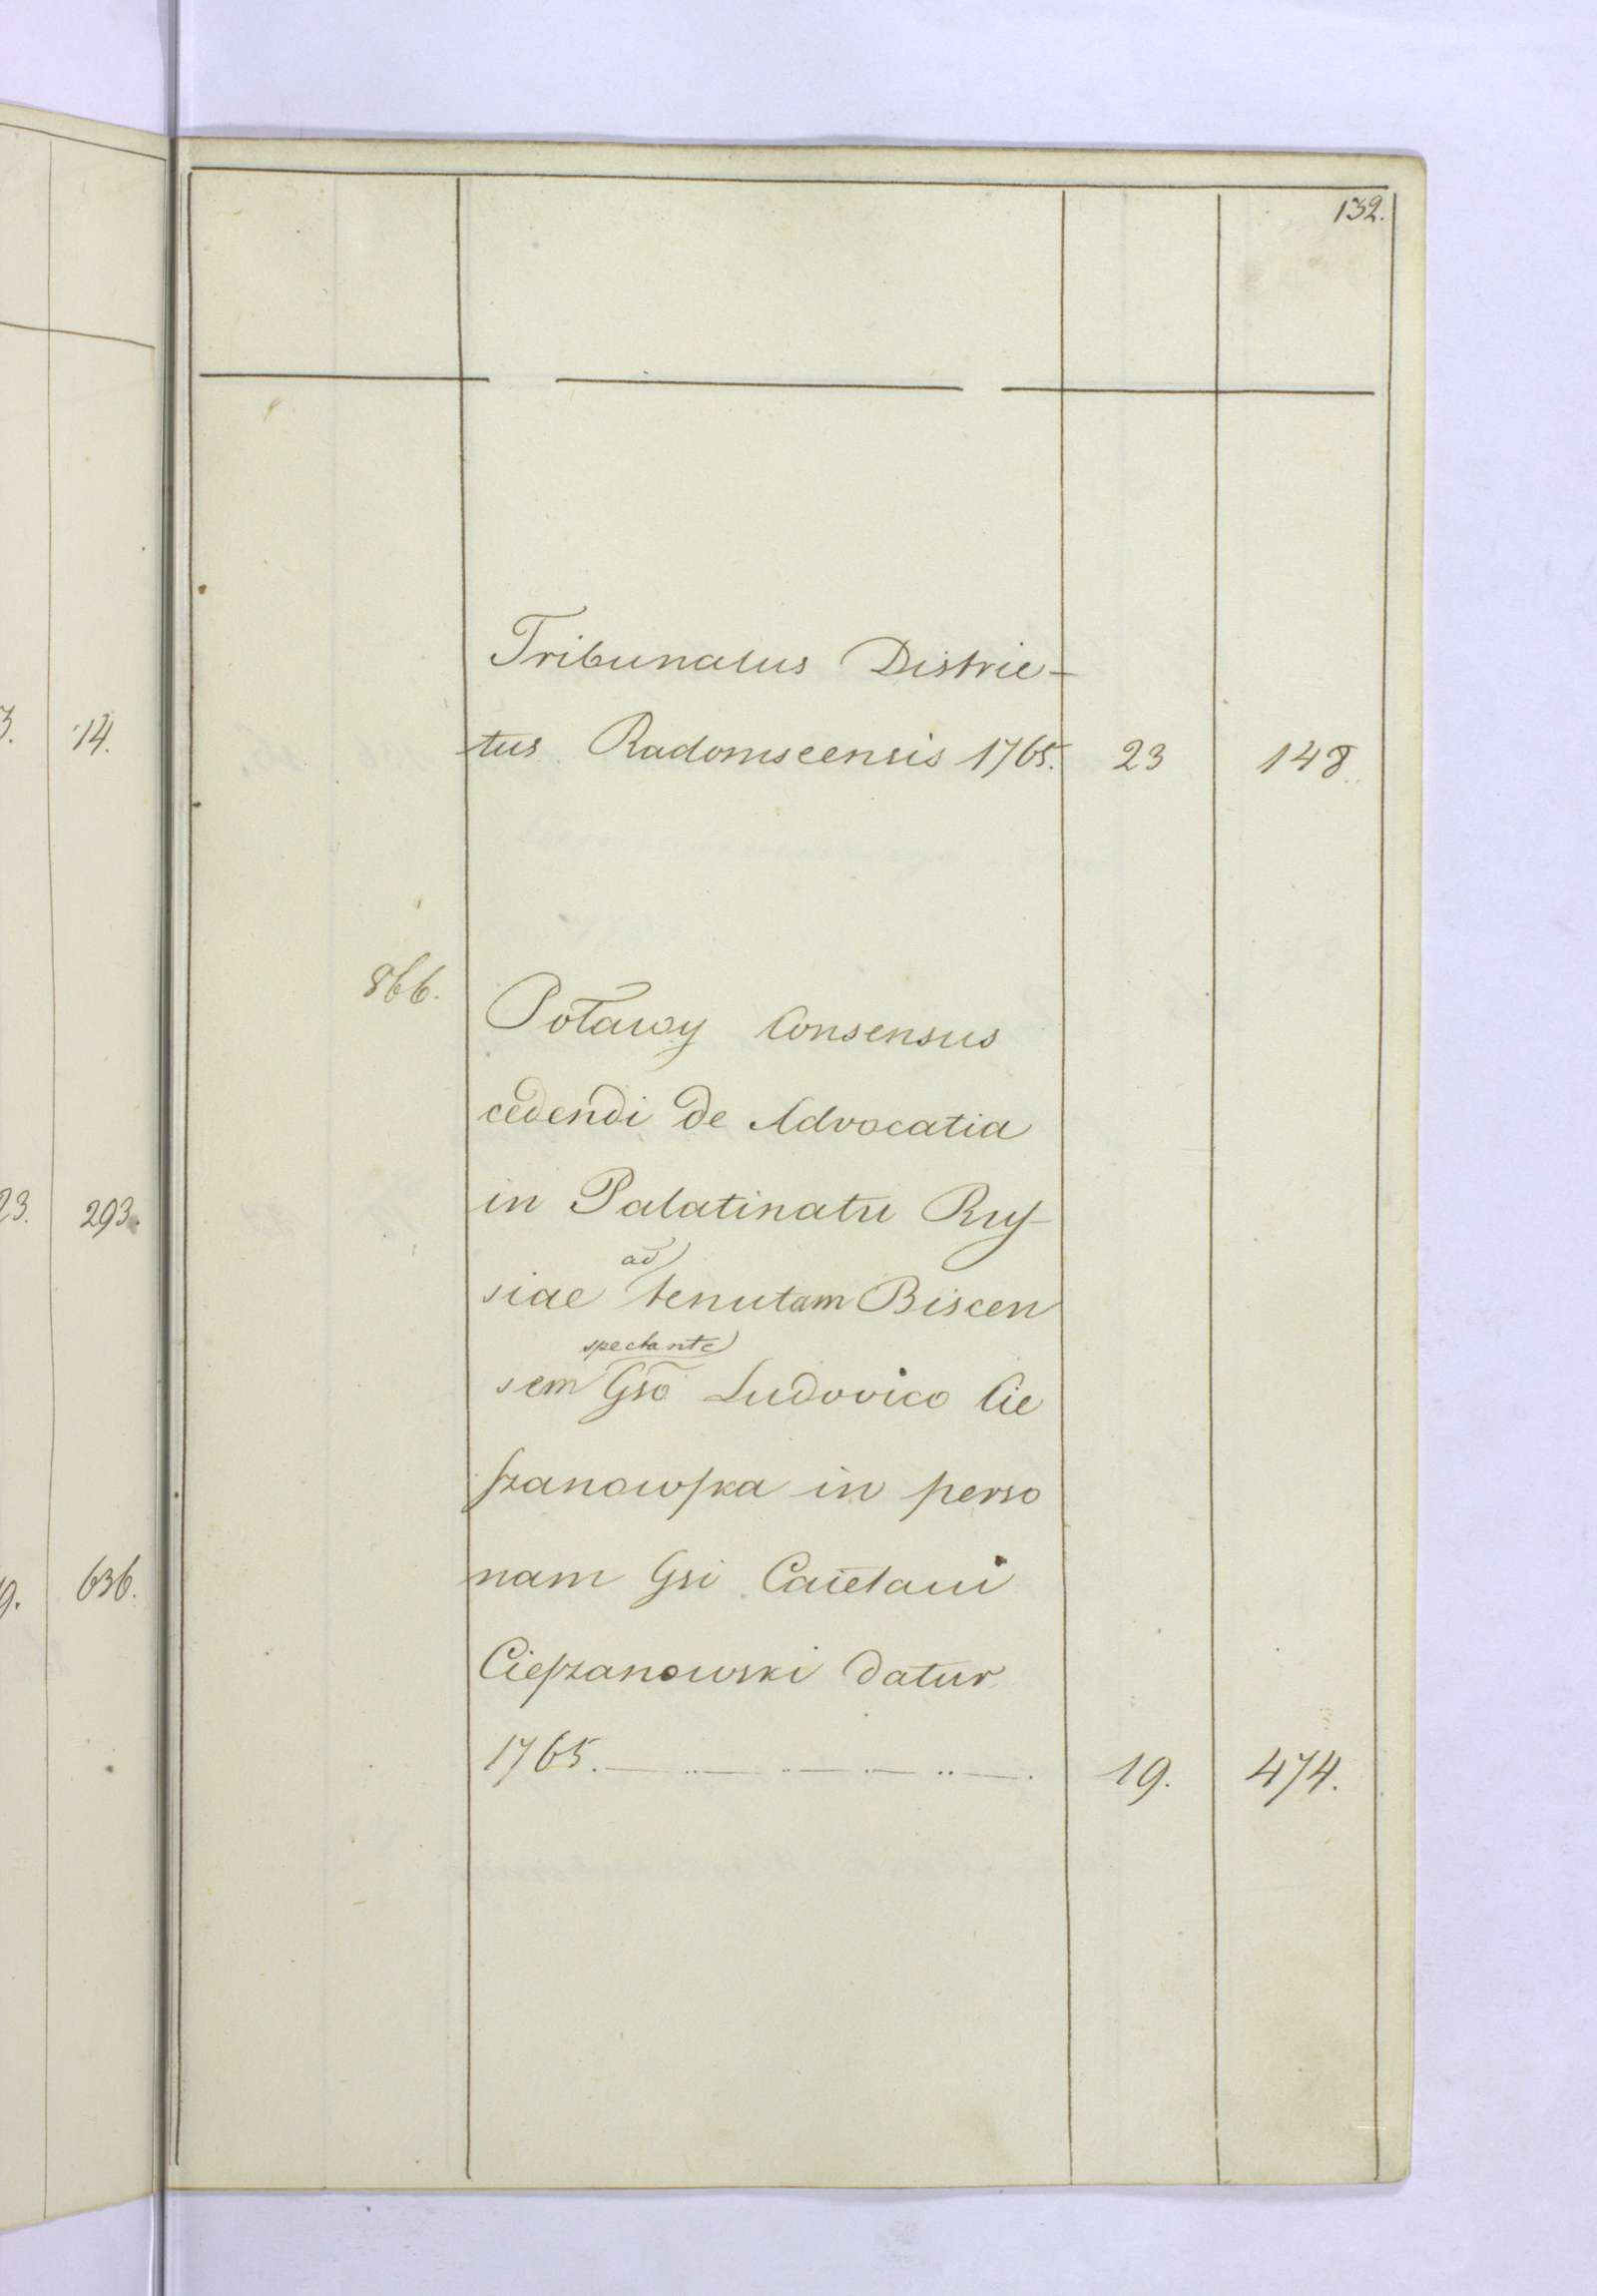 132.
3. 14.
Tribunalus Distric-
tus Radomscensis 1765. 23 148.
866.
Potawy Consensus
cedendi de Advocatia
in Palatinatu Rus-
23. 293.
ad
siae tenutam Biscen
spectante
sem Gso Ludovico Cie
szanowska in perso
9. 636.
nam Gsi Caietani
Cieszanowski datur
1765. 19. 474.